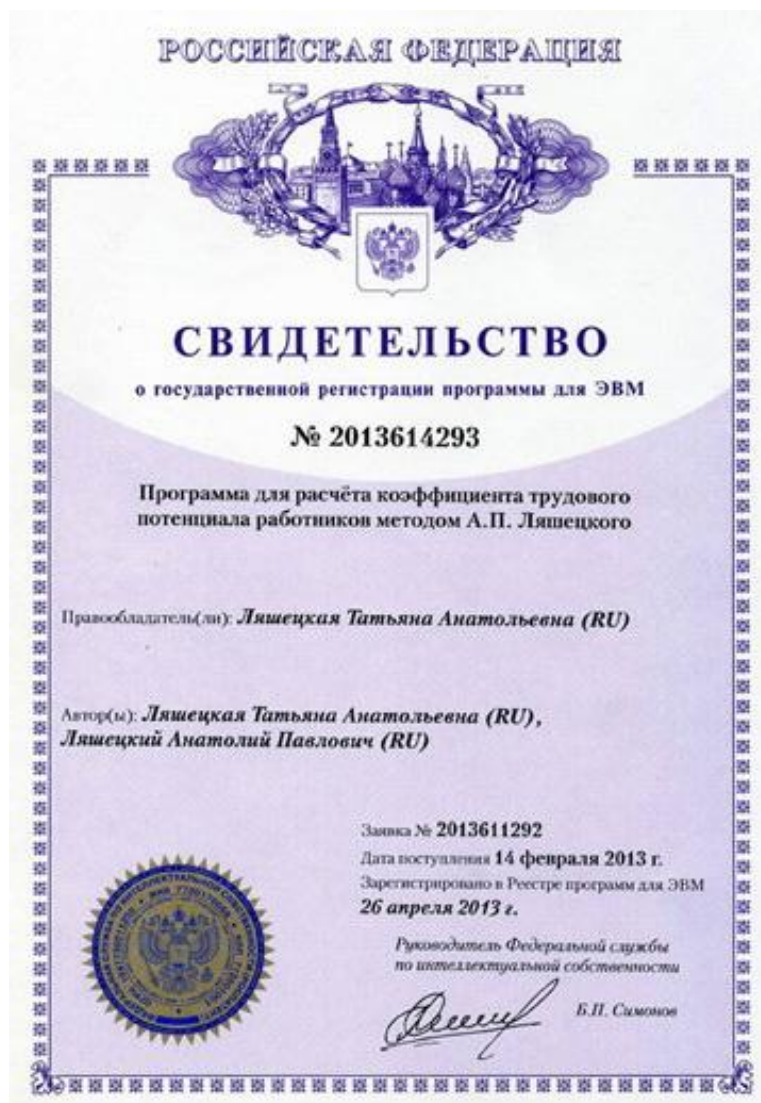 РОССИЙСКАЯ ФЕДЕРАЦИЯ
СВИДЕТЕЛЬСТВО
о государственной регистрации программы для ЭВМ
№ 2013614293
Программа для расчёта коэффициента трудового
потенциала работников методом А.П. Ляшецкого
Правообладатель(ли): Ляшецкая Татьяна Анатольевна (RU)
Автор(ы): Ляшецкая Татьяна Анатольевна (RU),
Ляшецкий Анатолий Павлович (RU)
Заявка № 2013611292
Дата поступления 14 февраля 2013 г.
Зарегистрировано в Реестре программ для ЭВМ
26 апреля 2013 г.
Руководитель Федеральной службы
по интеллектуальной собственности
Б.П. Симонов